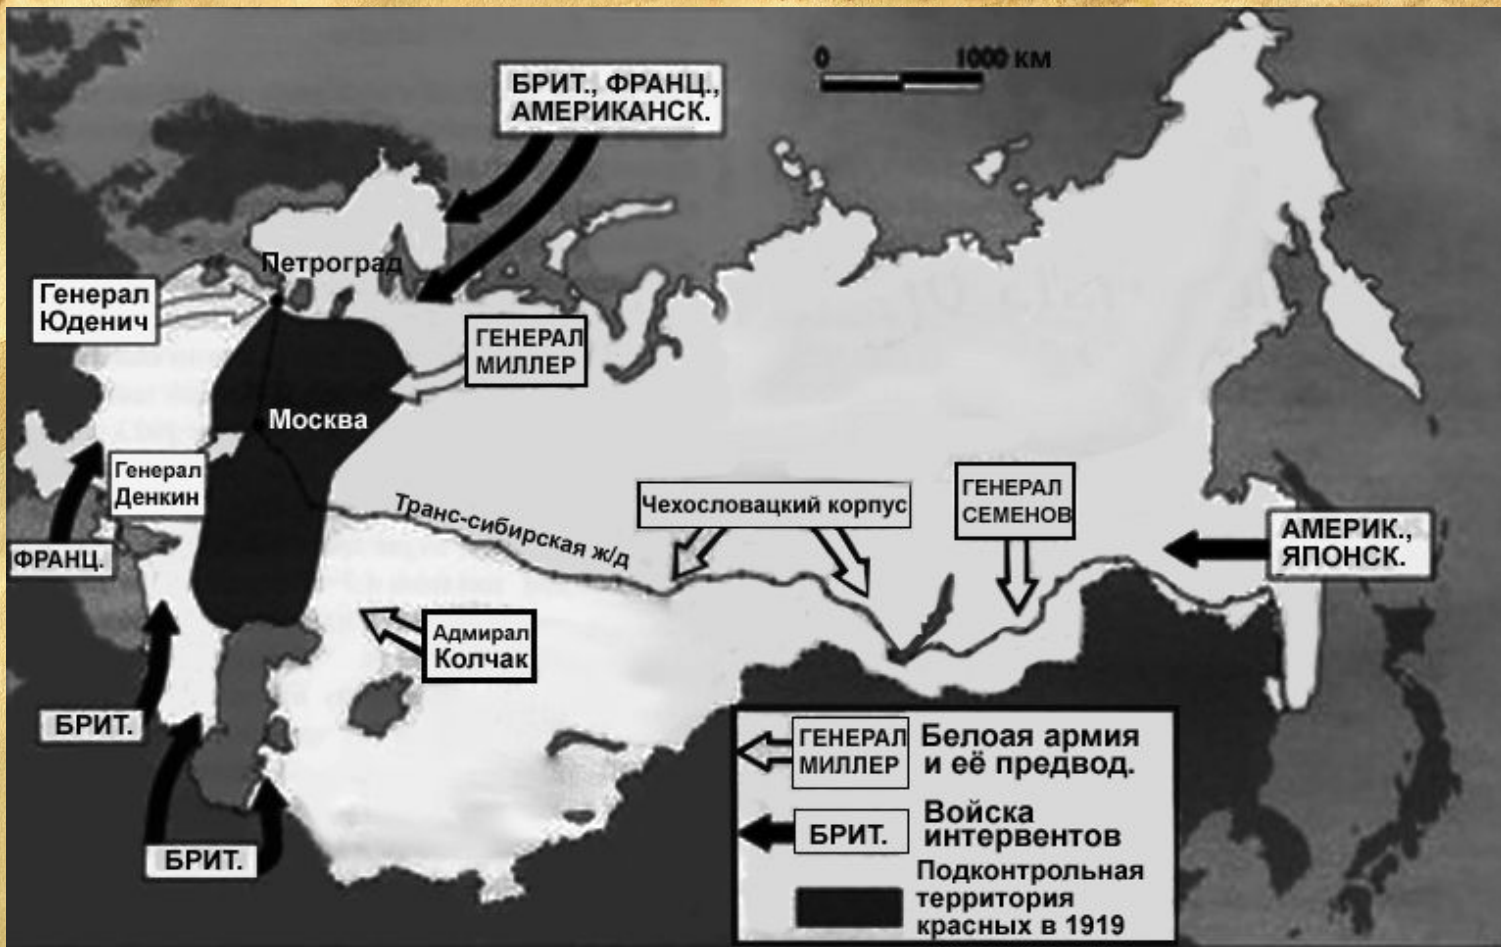 0 1000 КМ
БРИТ., ФРАНЦ.,
АМЕРИКАНСК.
Петроград
Генерал
Юденич
ГЕНЕРАЛ
МИЛЛЕР
Москва
Генерал
Денкин
Транс-сибирская ж/д
Чехословацкий корпус
ГЕНЕРАЛ
СЕМЕНОВ
АМЕРИК.,
ЯПОНСК.
ФРАНЦ.
Адмирал
Колчак
БРИТ.
БРИТ.
ГЕНЕРАЛ
МИЛЛЕР
Белоая армия
и её предвод.
БРИТ.
Войска
интервентов
Подконтрольная
территория
красных в 1919